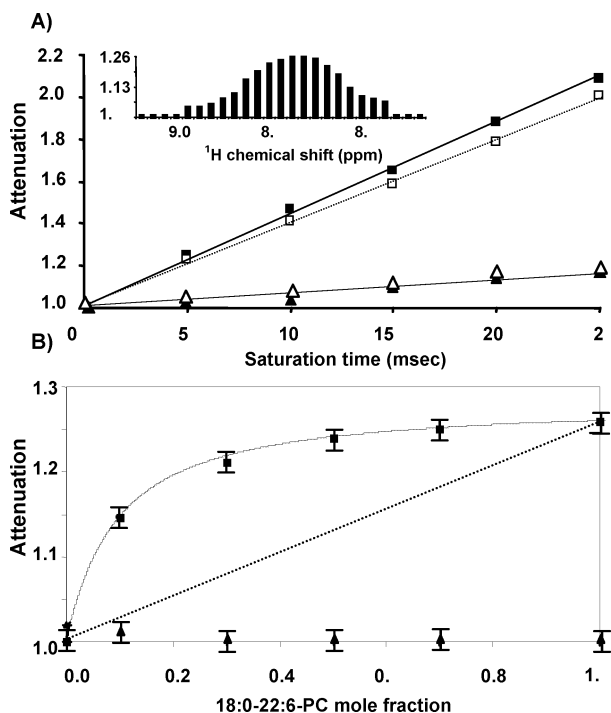 A)
2.2
2.0
1.8
1.6
1.4
1.2
1.0
Attenuation
1.26
1.13
1.
9.0 8. 8.
1H chemical shift (ppm)
5 10 15 20 2
Saturation time (msec)
B)
1.3
1.2
1.1
1.0
Attenuation
0.0 0.2 0.4 0.6 0.8 1.
18:0-22:6-PC mole fraction